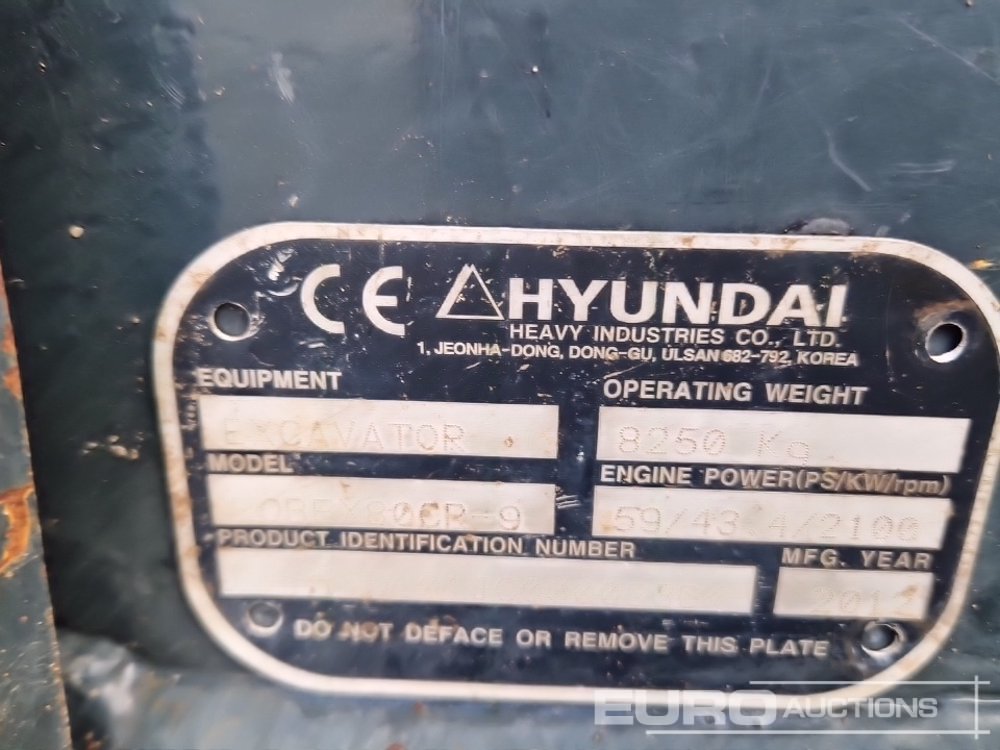 CE HYUNDAI
HEAVY INDUSTRIES CO., LTD.
1, JEONHA-DONG, DONG-GU, ULSAN 682-792, KOREA
EQUIPMENT
OPERATING WEIGHT
EXCAVATOR
8250 Kg
MODEL
ENGINE POWER(PS/KW/rpm)
59/43.4/2100
PRODUCT IDENTIFICATION NUMBER
MFG. YEAR
DO NOT DEFACE OR REMOVE THIS PLATE
EURO AUCTIONS